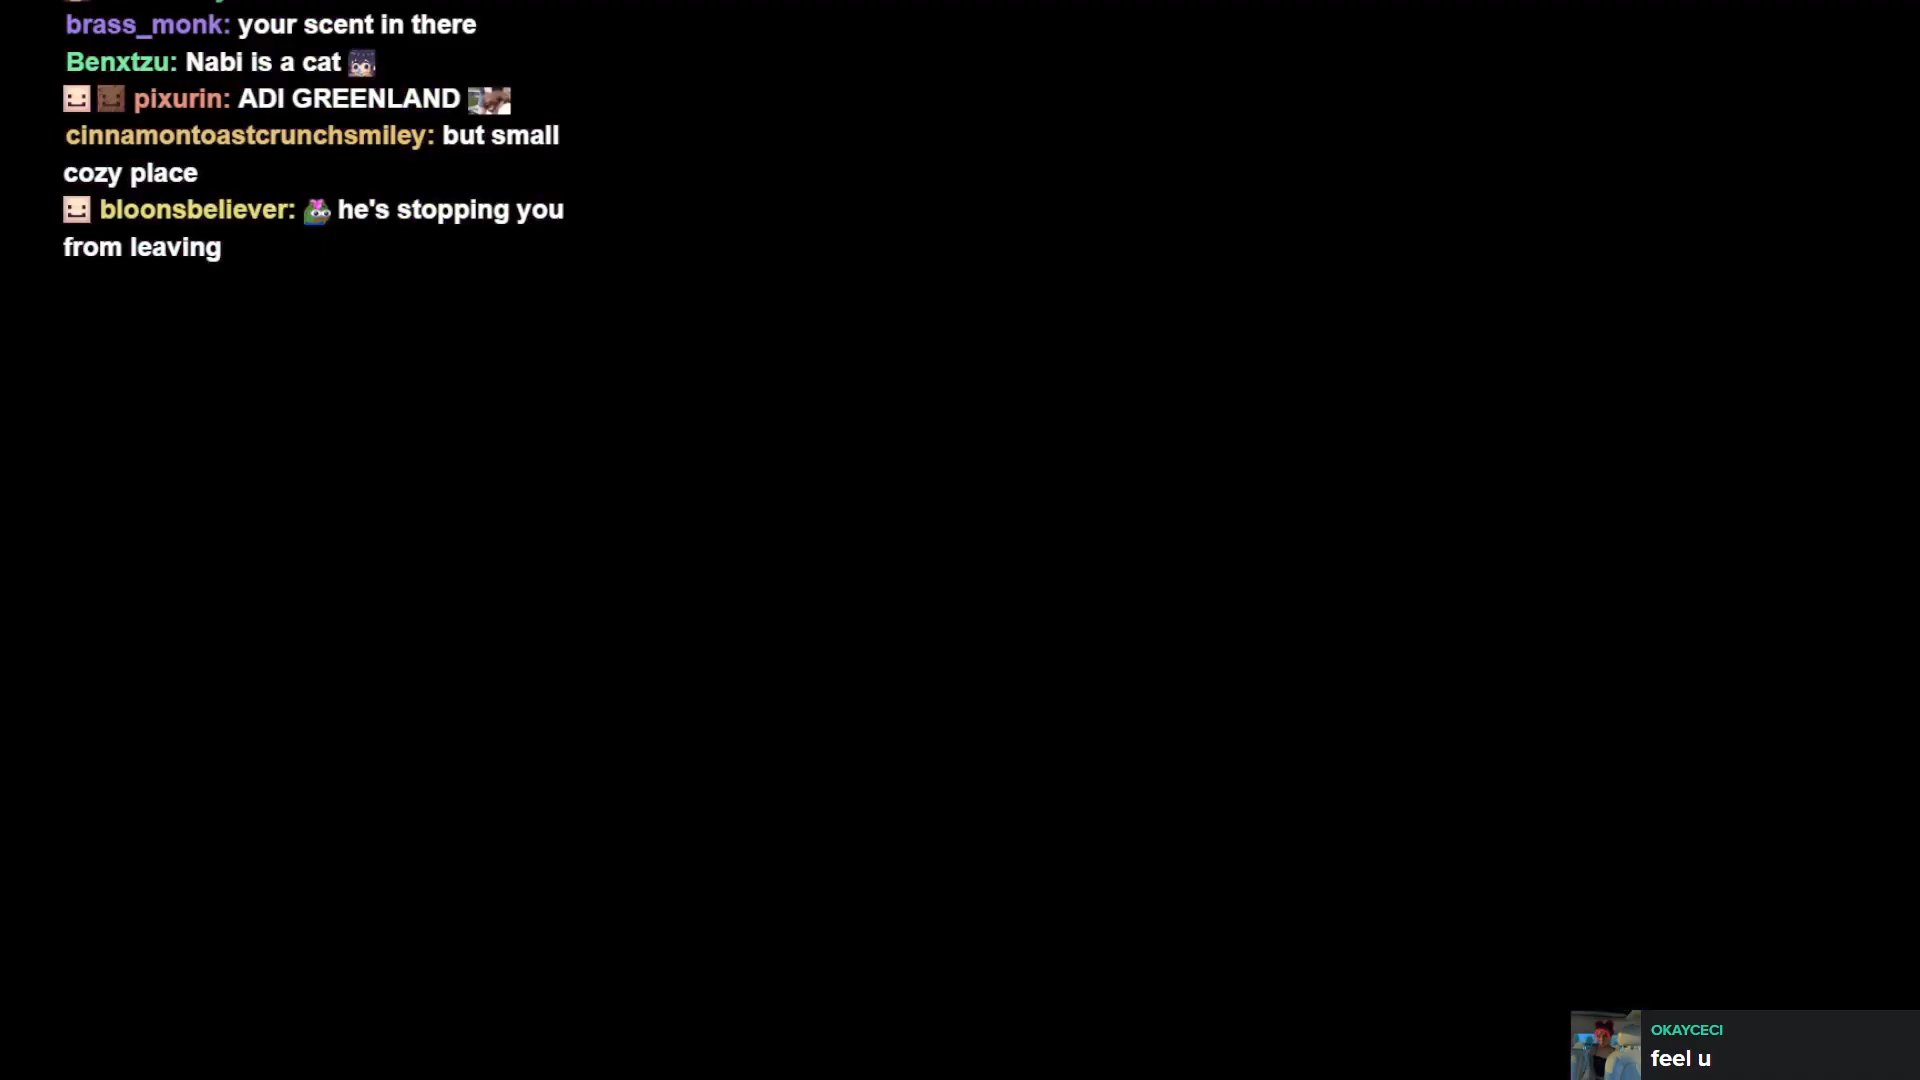 brass_monk: your scent in there
Benxtzu: Nabi is a cat
pixurin: ADI GREENLAND
cinnamontoastcrunchsmiley: but small
cozy place
bloonsbeliever: he's stopping you
from leaving
OKAYCECI
feel u